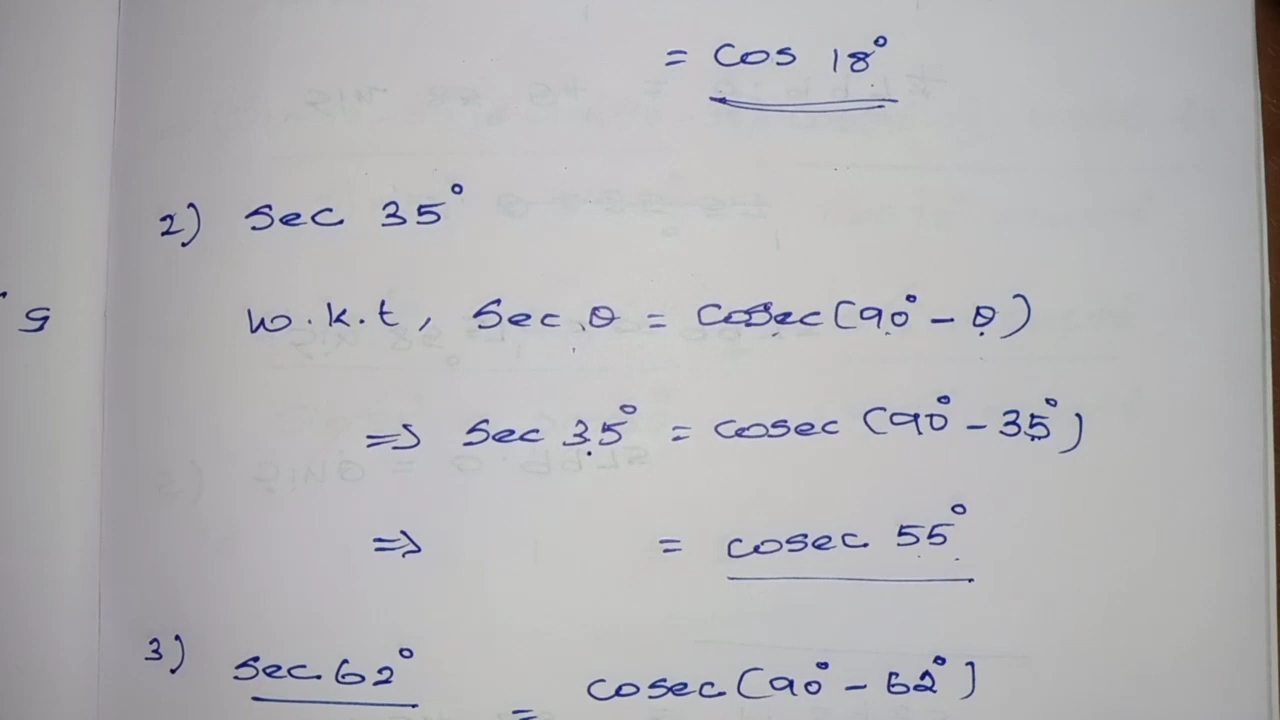 = cos 18°
2) sec 35°
w.k.t, sec θ = cosec (90° - θ)
⇒ sec 35° = cosec (90° - 35°)
⇒ = cosec 55°
3) sec 62° = cosec (90° - 62°)